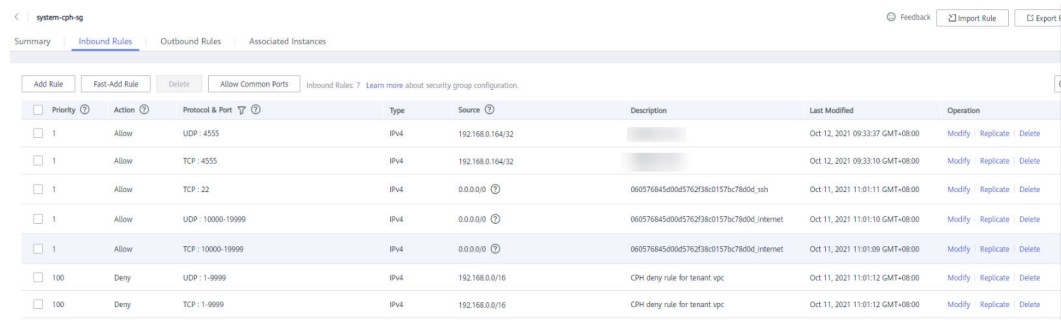 system-cph-sg Feedback Import Rule Export
Summary Inbound Rules Outbound Rules Associated Instances
Add Rule Fast-Add Rule Delete Allow Common Ports Inbound Rules: 7 Learn more about security group configuration.
Priority Action Protocol & Port Type Source Description Last Modified Operation
1 Allow UDP : 4555 IPv4 192.168.0.164/32 Oct 12, 2021 09:33:37 GMT+08:00 Modify Replicate Delete
1 Allow TCP : 4555 IPv4 192.168.0.164/32 Oct 12, 2021 09:33:10 GMT+08:00 Modify Replicate Delete
1 Allow TCP : 22 IPv4 0.0.0.0/0 060576845d00d5762f38c0157bc78d0d_ssh Oct 11, 2021 11:01:11 GMT+08:00 Modify Replicate Delete
1 Allow UDP : 10000-19999 IPv4 0.0.0.0/0 060576845d00d5762f38c0157bc78d0d_internet Oct 11, 2021 11:01:10 GMT+08:00 Modify Replicate Delete
1 Allow TCP : 10000-19999 IPv4 0.0.0.0/0 060576845d00d5762f38c0157bc78d0d_internet Oct 11, 2021 11:01:09 GMT+08:00 Modify Replicate Delete
100 Deny UDP : 1-9999 IPv4 192.168.0.0/16 CPH deny rule for tenant vpc Oct 11, 2021 11:01:12 GMT+08:00 Modify Replicate Delete
100 Deny TCP : 1-9999 IPv4 192.168.0.0/16 CPH deny rule for tenant vpc Oct 11, 2021 11:01:12 GMT+08:00 Modify Replicate Delete